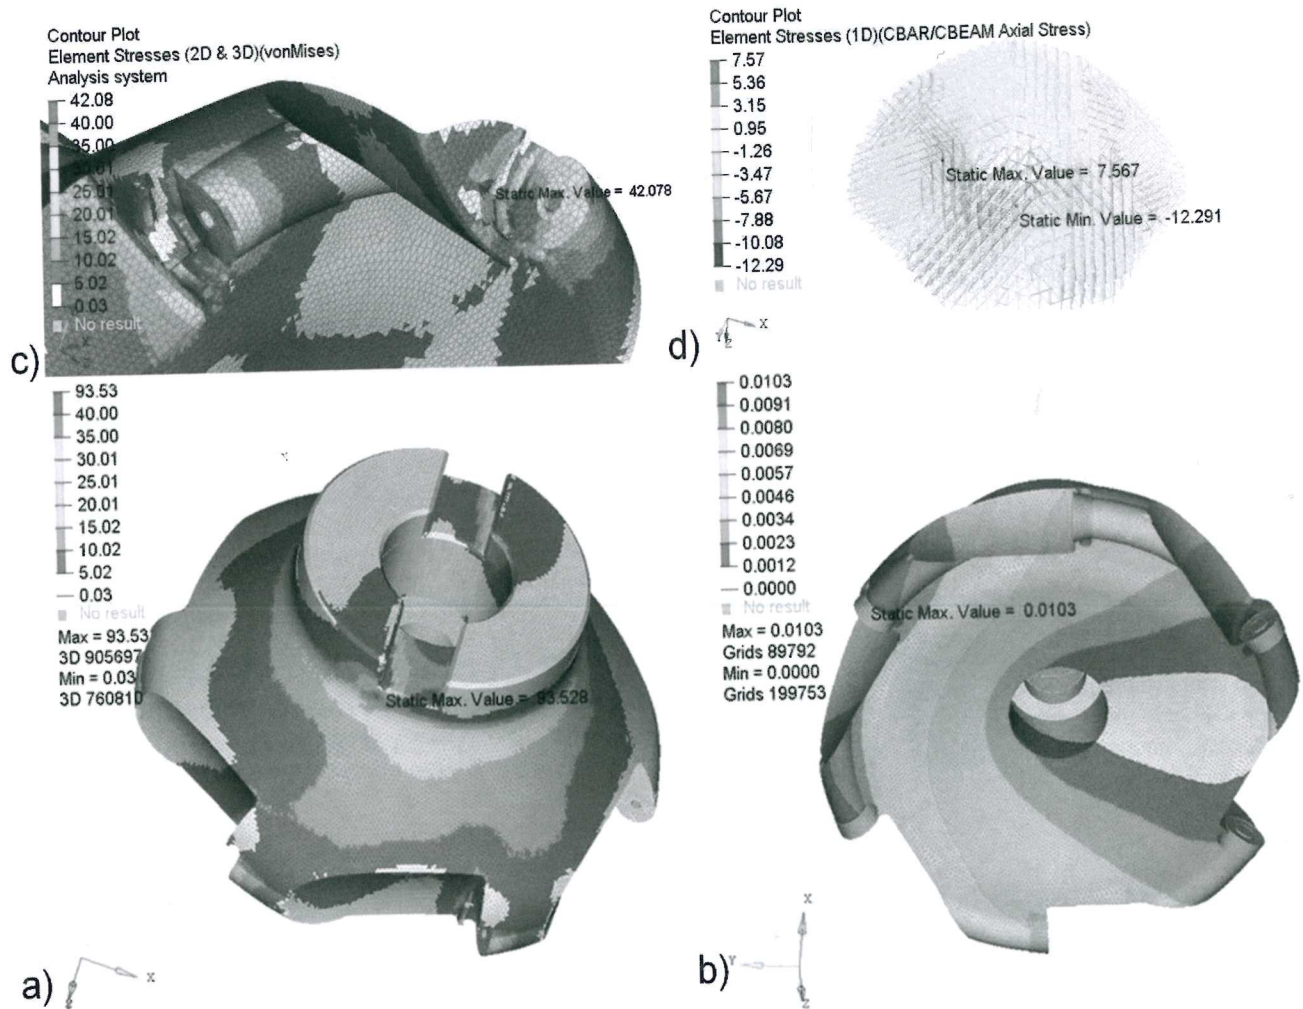 Contour Plot
Element Stresses (2D & 3D)(vonMises)
Analysis system
42.08
40.00
35.00
30.01
25.01
20.01
15.02
10.02
5.02
0.03
No result
Static Max. Value = 42.078
c)
Contour Plot
Element Stresses (1D)(CBAR/CBEAM Axial Stress)
7.57
5.36
3.15
0.95
-1.26
-3.47
-5.67
-7.88
-10.08
-12.29
No result
Static Max. Value = 7.567
Static Min. Value = -12.291
X
Y
Z
d)
93.53
40.00
35.00
30.01
25.01
20.01
15.02
10.02
5.02
0.03
No result
Max = 93.53
3D 905697
Min = 0.03
3D 760810
Static Max. Value = 93.528
X
Z
a)
0.0103
0.0091
0.0080
0.0069
0.0057
0.0046
0.0034
0.0023
0.0012
0.0000
No result
Max = 0.0103
Grids 89792
Min = 0.0000
Grids 199753
Static Max. Value = 0.0103
X
Y
Z
b)